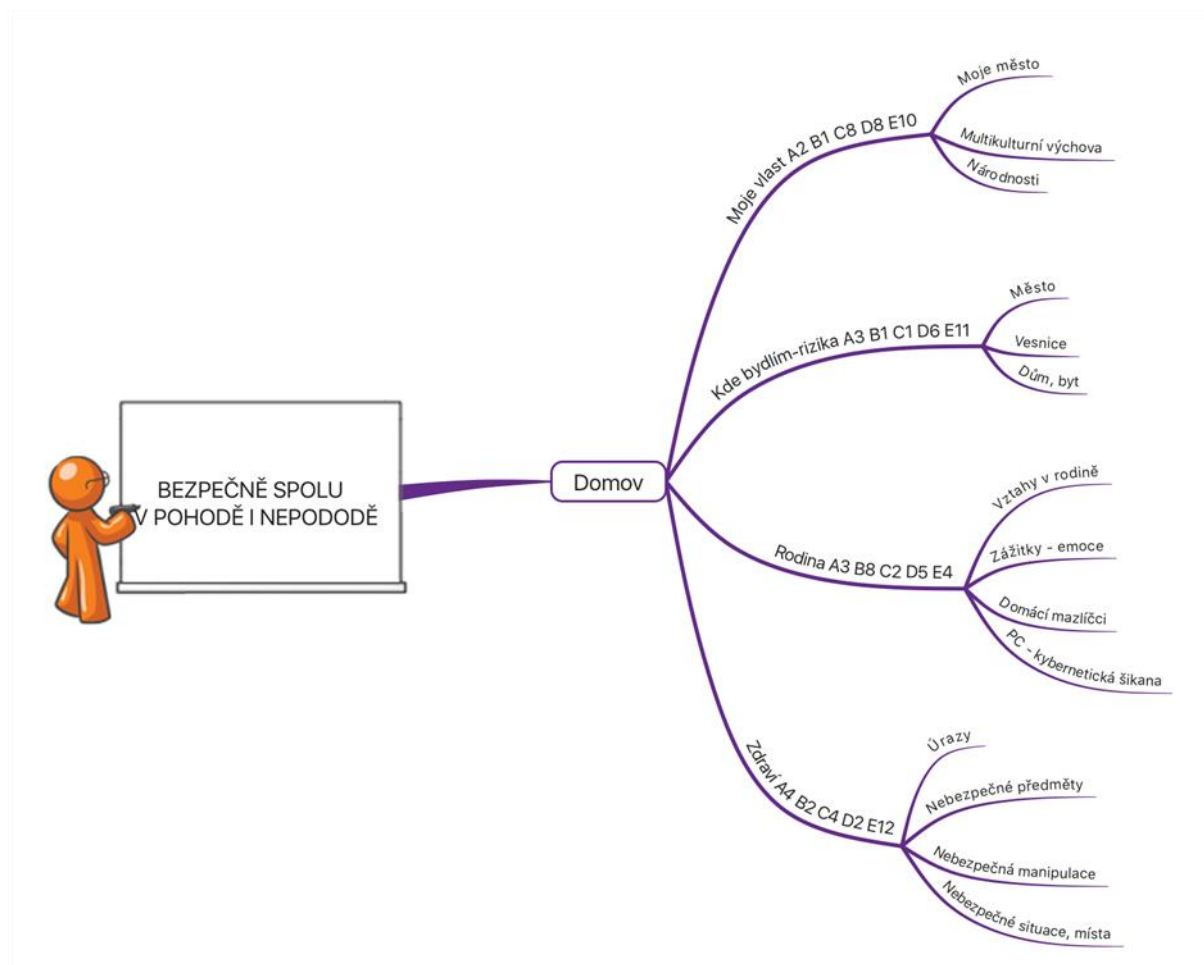 BEZPEČNĚ SPOLU
V POHODĚ I NEPODODĚ
Domov
Moje vlast A2 B1 C8 D8 E10
Moje město
Multikulturní výchova
Národnosti
Kde bydlím-rizika A3 B1 C1 D6 E11
Město
Vesnice
Dům, byt
Rodina A3 B8 C2 D5 E4
Vztahy v rodině
Zážitky - emoce
Domácí mazlíčci
PC - kybernetická šikana
Zdraví A4 B2 C4 D2 E12
Úrazy
Nebezpečné předměty
Nebezpečná manipulace
Nebezpečné situace, místa